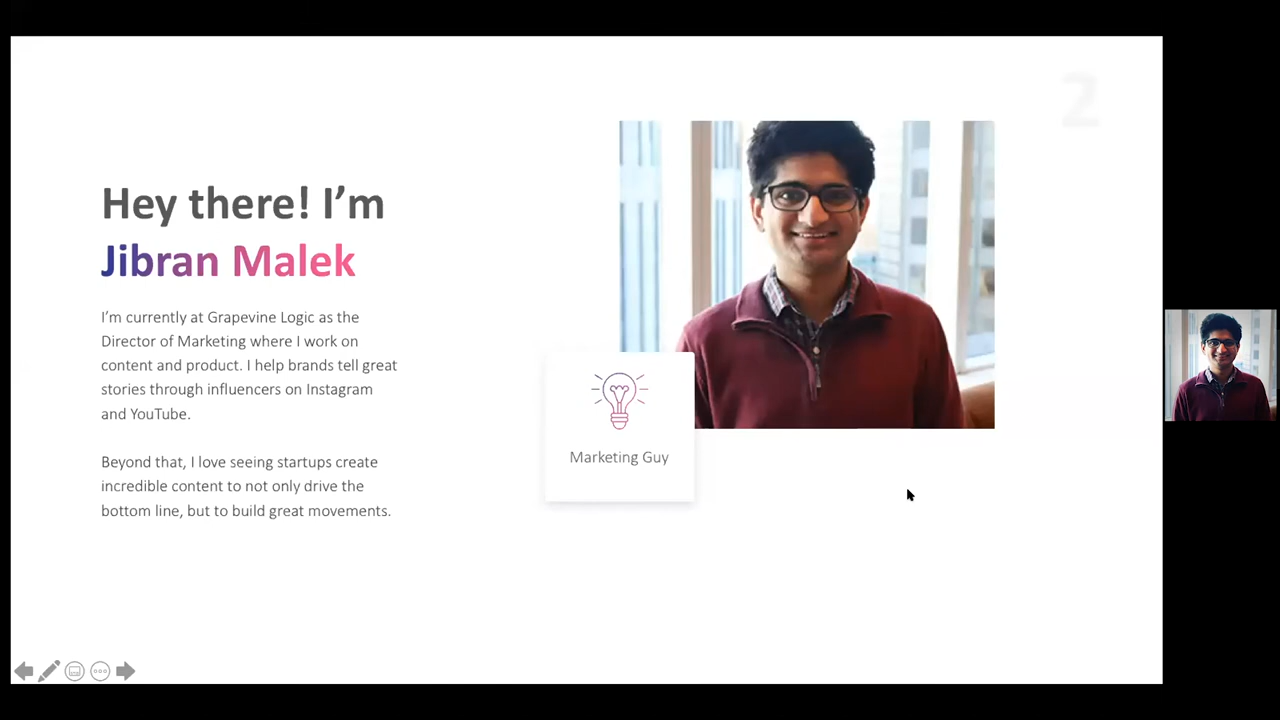 2
Hey there! I’m
Jibran Malek
I’m currently at Grapevine Logic as the
Director of Marketing where I work on
content and product. I help brands tell great
stories through influencers on Instagram
and YouTube.
Beyond that, I love seeing startups create
incredible content to not only drive the
bottom line, but to build great movements.
Marketing Guy